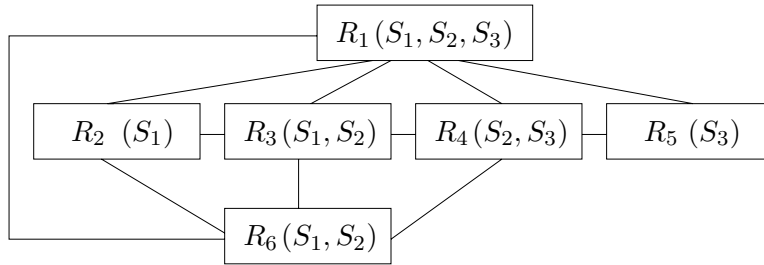 R₁(S₁, S₂, S₃)
R₂ (S₁) R₃(S₁, S₂) R₄(S₂, S₃) R₅ (S₃)
R₆(S₁, S₂)